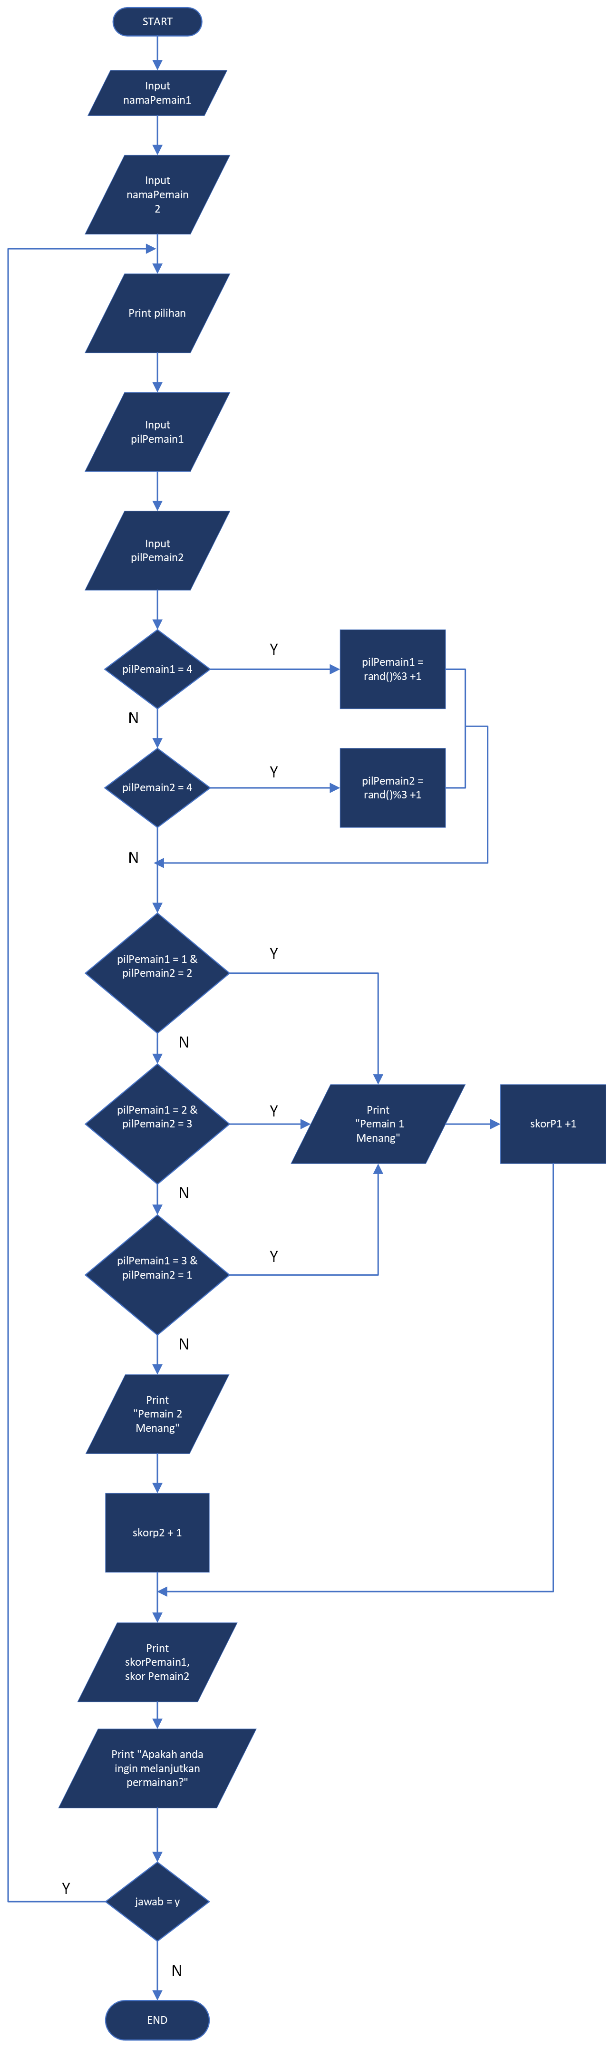 START
Input
namaPemain1
Input
namaPemain
2
Print pilihan
Input
pilPemain1
Input
pilPemain2
pilPemain1 = 4
Y
pilPemain1 =
rand()%3 +1
N
pilPemain2 = 4
Y
pilPemain2 =
rand()%3 +1
N
pilPemain1 = 1 &
pilPemain2 = 2
Y
N
pilPemain1 = 2 &
pilPemain2 = 3
Y
Print
"Pemain 1
Menang"
skorP1 +1
N
pilPemain1 = 3 &
pilPemain2 = 1
Y
N
Print
"Pemain 2
Menang"
skorp2 + 1
Print
skorPemain1,
skor Pemain2
Print "Apakah anda
ingin melanjutkan
permainan?"
Y
jawab = y
N
END